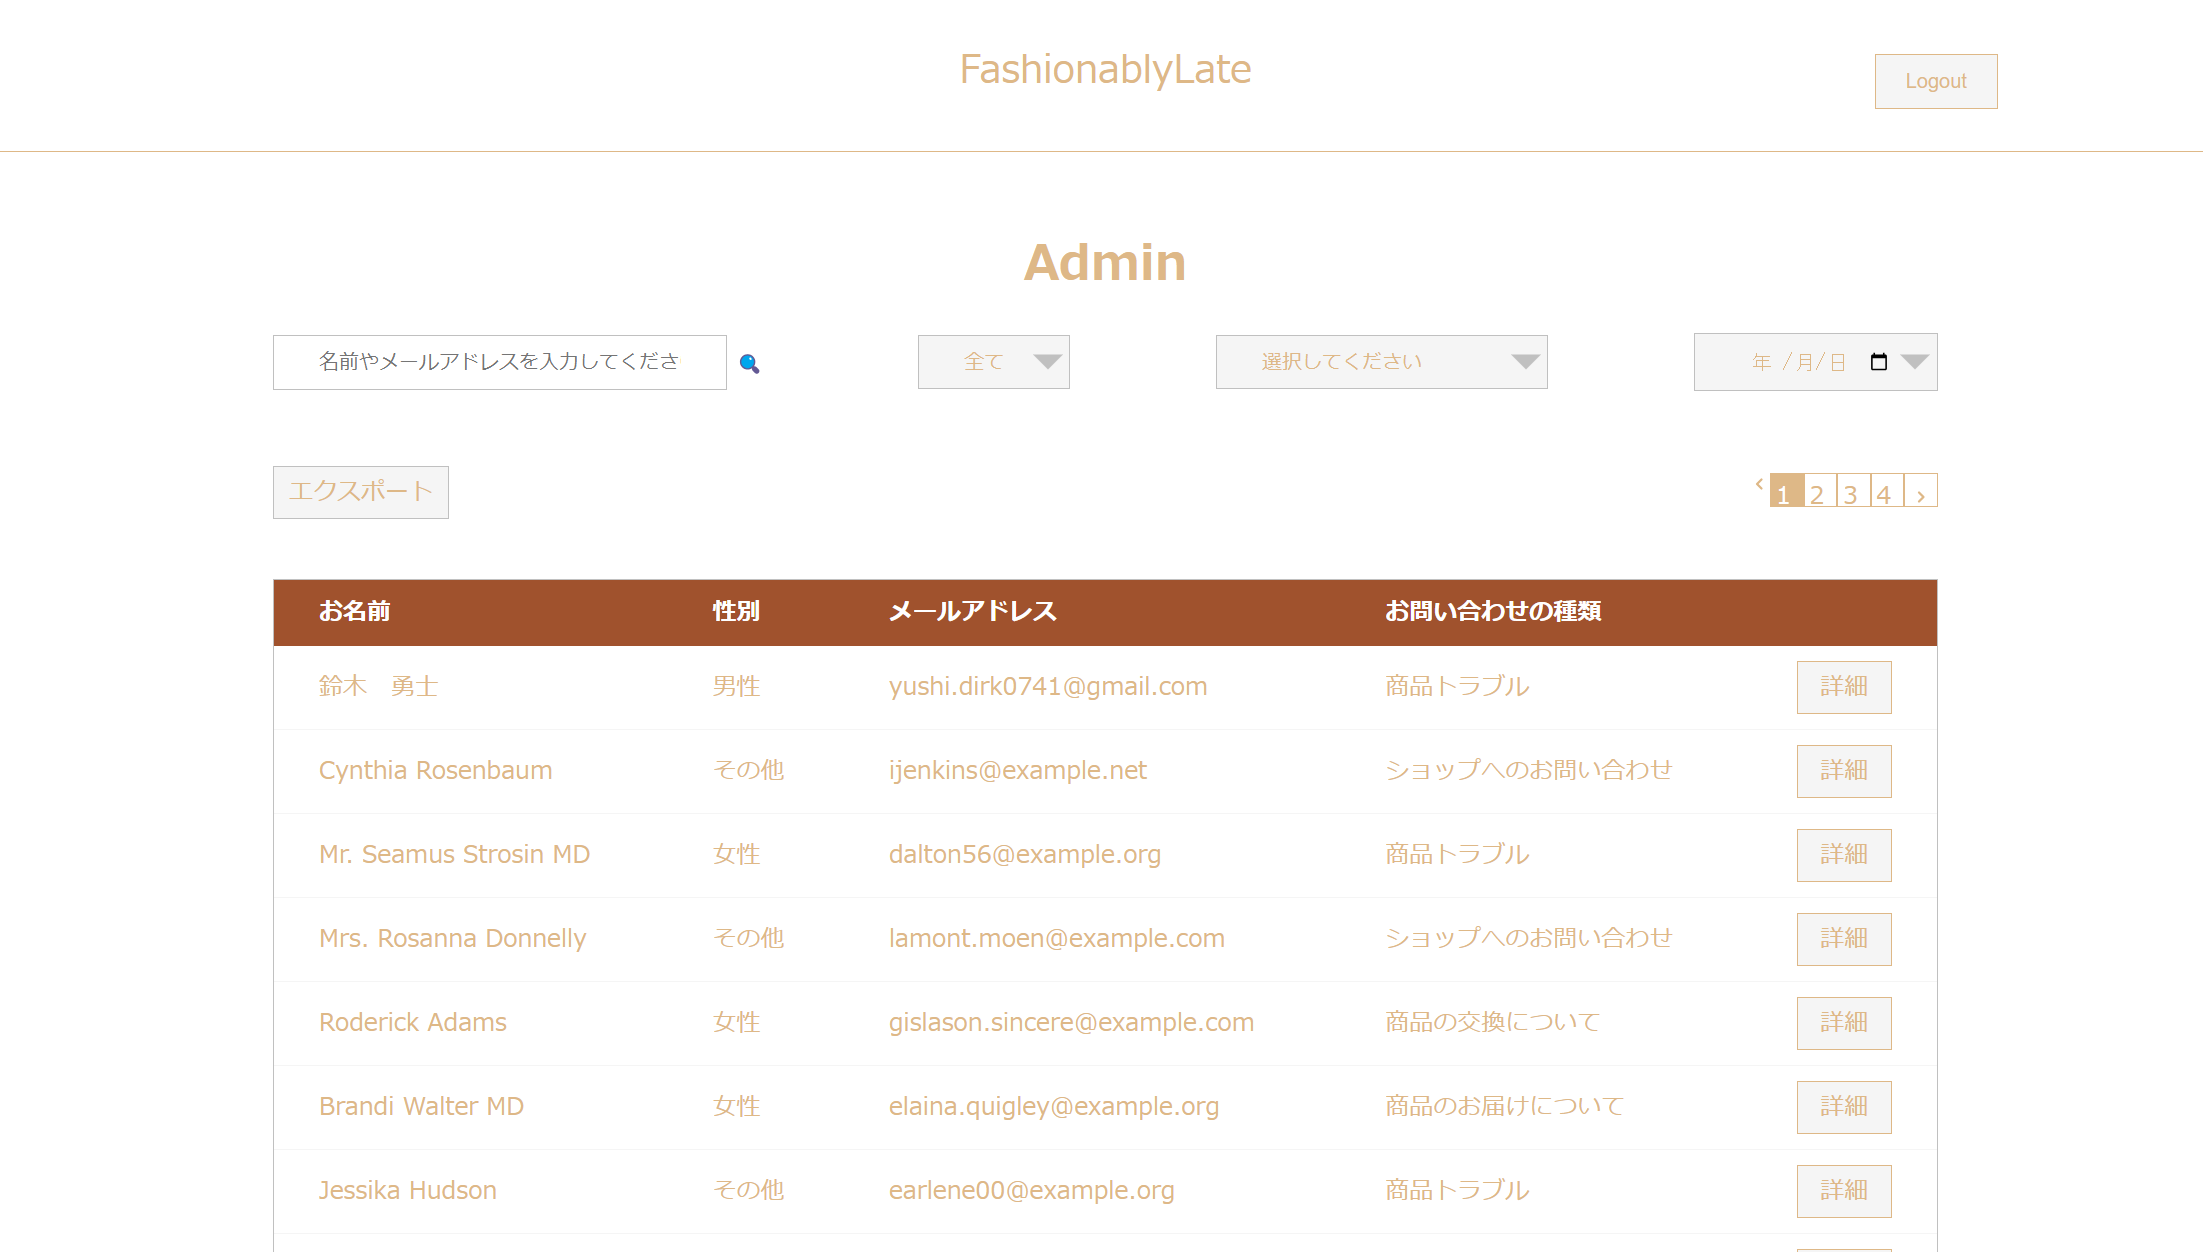 FashionablyLate
Logout
Admin
名前やメールアドレスを入力してくださ
全て
選択してください
年 /月/日
エクスポート
‹ 1 2 3 4 ›
お名前 性別 メールアドレス お問い合わせの種類
鈴木　勇士 男性 yushi.dirk0741@gmail.com 商品トラブル 詳細
Cynthia Rosenbaum その他 ijenkins@example.net ショップへのお問い合わせ 詳細
Mr. Seamus Strosin MD 女性 dalton56@example.org 商品トラブル 詳細
Mrs. Rosanna Donnelly その他 lamont.moen@example.com ショップへのお問い合わせ 詳細
Roderick Adams 女性 gislason.sincere@example.com 商品の交換について 詳細
Brandi Walter MD 女性 elaina.quigley@example.org 商品のお届けについて 詳細
Jessika Hudson その他 earlene00@example.org 商品トラブル 詳細